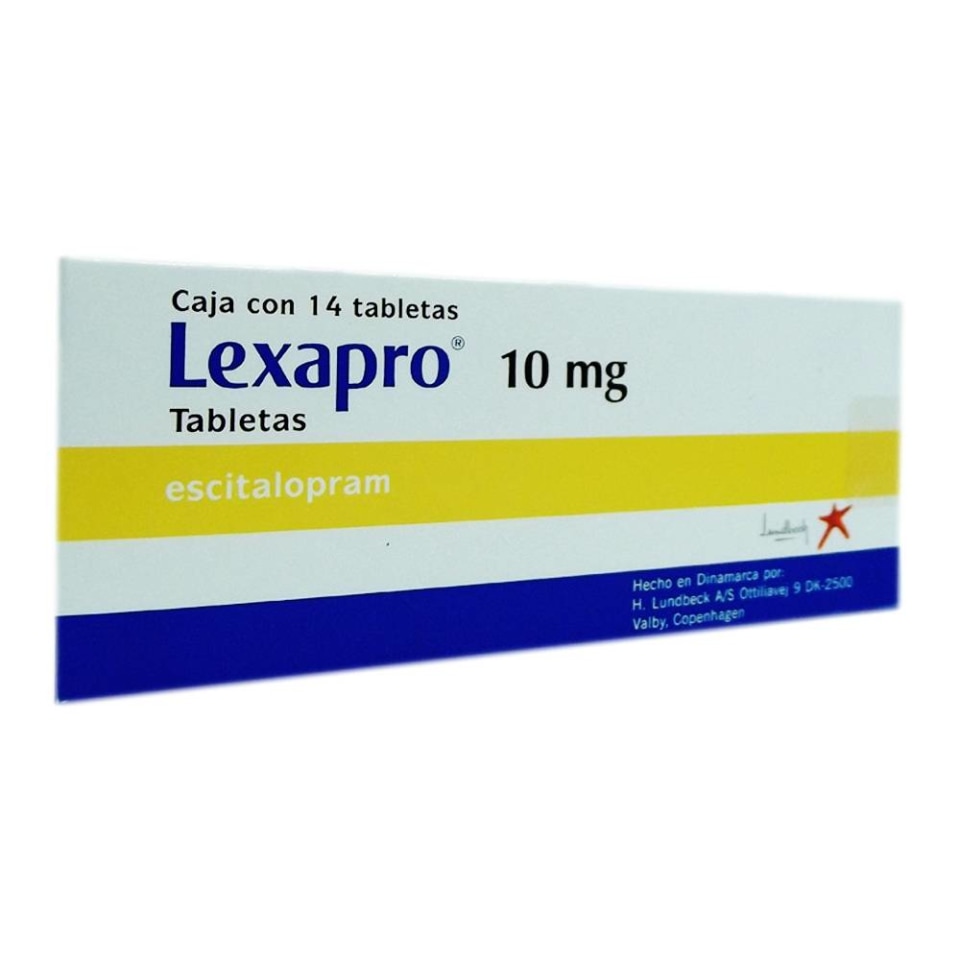 Caja con 14 tabletas
Lexapro® 10 mg
Tabletas
escitalopram
Lundbeck
Hecho en Dinamarca por:
H. Lundbeck A/S Ottiliavej 9 DK-2500
Valby, Copenhagen